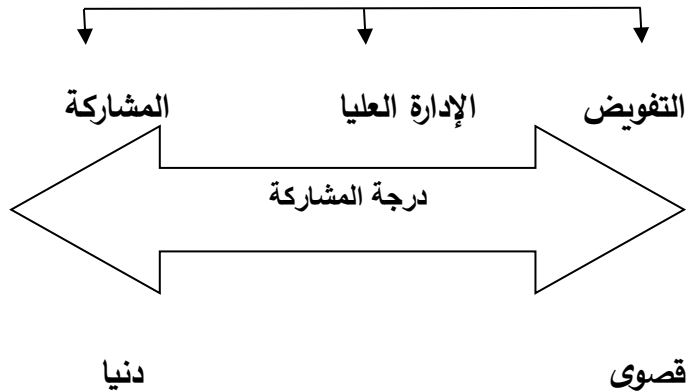 التفويض الإدارة العليا المشاركة
درجة المشاركة
قصوى دنيا